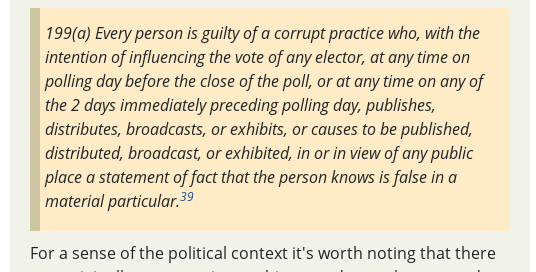 199(a) Every person is guilty of a corrupt practice who, with the
intention of influencing the vote of any elector, at any time on
polling day before the close of the poll, or at any time on any of
the 2 days immediately preceding polling day, publishes,
distributes, broadcasts, or exhibits, or causes to be published,
distributed, broadcast, or exhibited, in or in view of any public
place a statement of fact that the person knows is false in a
material particular.39
For a sense of the political context it's worth noting that there